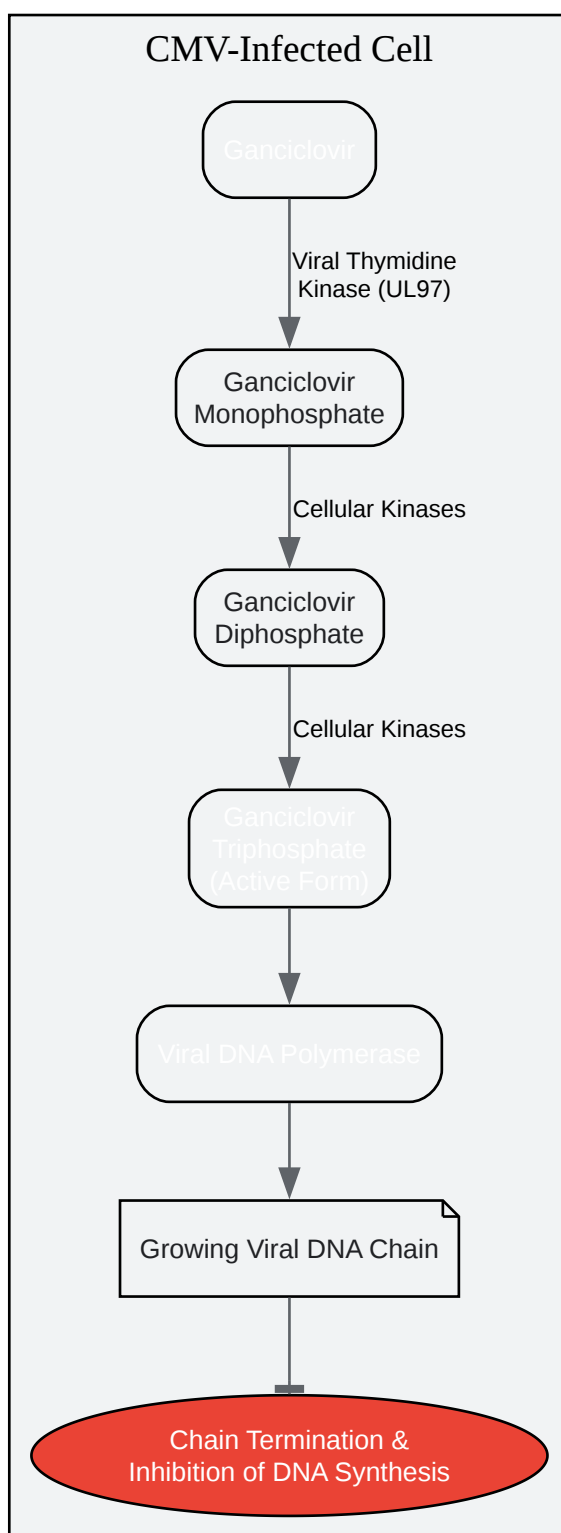 CMV-Infected Cell
Ganciclovir
Viral Thymidine
Kinase (UL97)
Ganciclovir
Monophosphate
Cellular Kinases
Ganciclovir
Diphosphate
Cellular Kinases
Ganciclovir
Triphosphate
(Active Form)
Viral DNA Polymerase
Growing Viral DNA Chain
Chain Termination &
Inhibition of DNA Synthesis